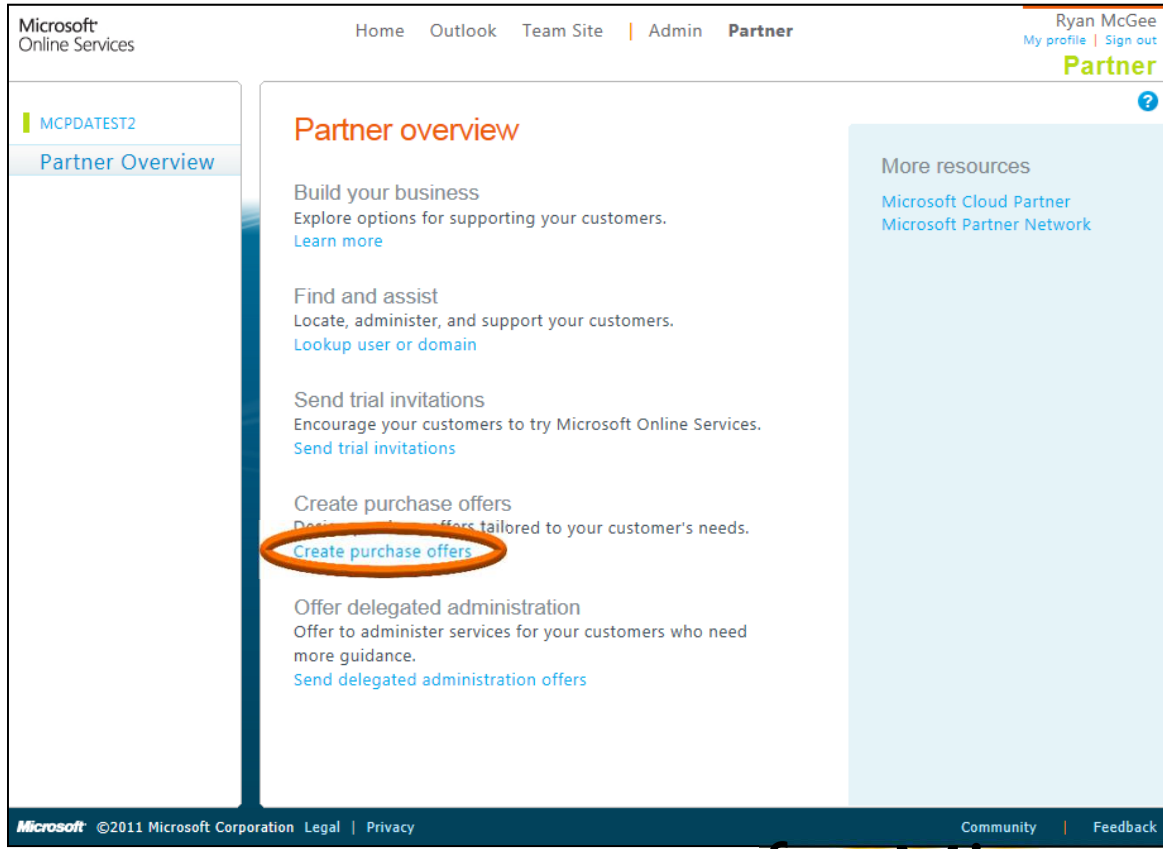 Microsoft
Online Services
Home Outlook Team Site | Admin Partner
Ryan McGee
My profile | Sign out
Partner
?
MCPDATEST2
Partner Overview
Partner overview
Build your business
Explore options for supporting your customers.
Learn more
Find and assist
Locate, administer, and support your customers.
Lookup user or domain
Send trial invitations
Encourage your customers to try Microsoft Online Services.
Send trial invitations
Create purchase offers
offers tailored to your customer's needs.
Create purchase offers
Offer delegated administration
Offer to administer services for your customers who need
more guidance.
Send delegated administration offers
More resources
Microsoft Cloud Partner
Microsoft Partner Network
Microsoft ©2011 Microsoft Corporation Legal | Privacy
Community | Feedback